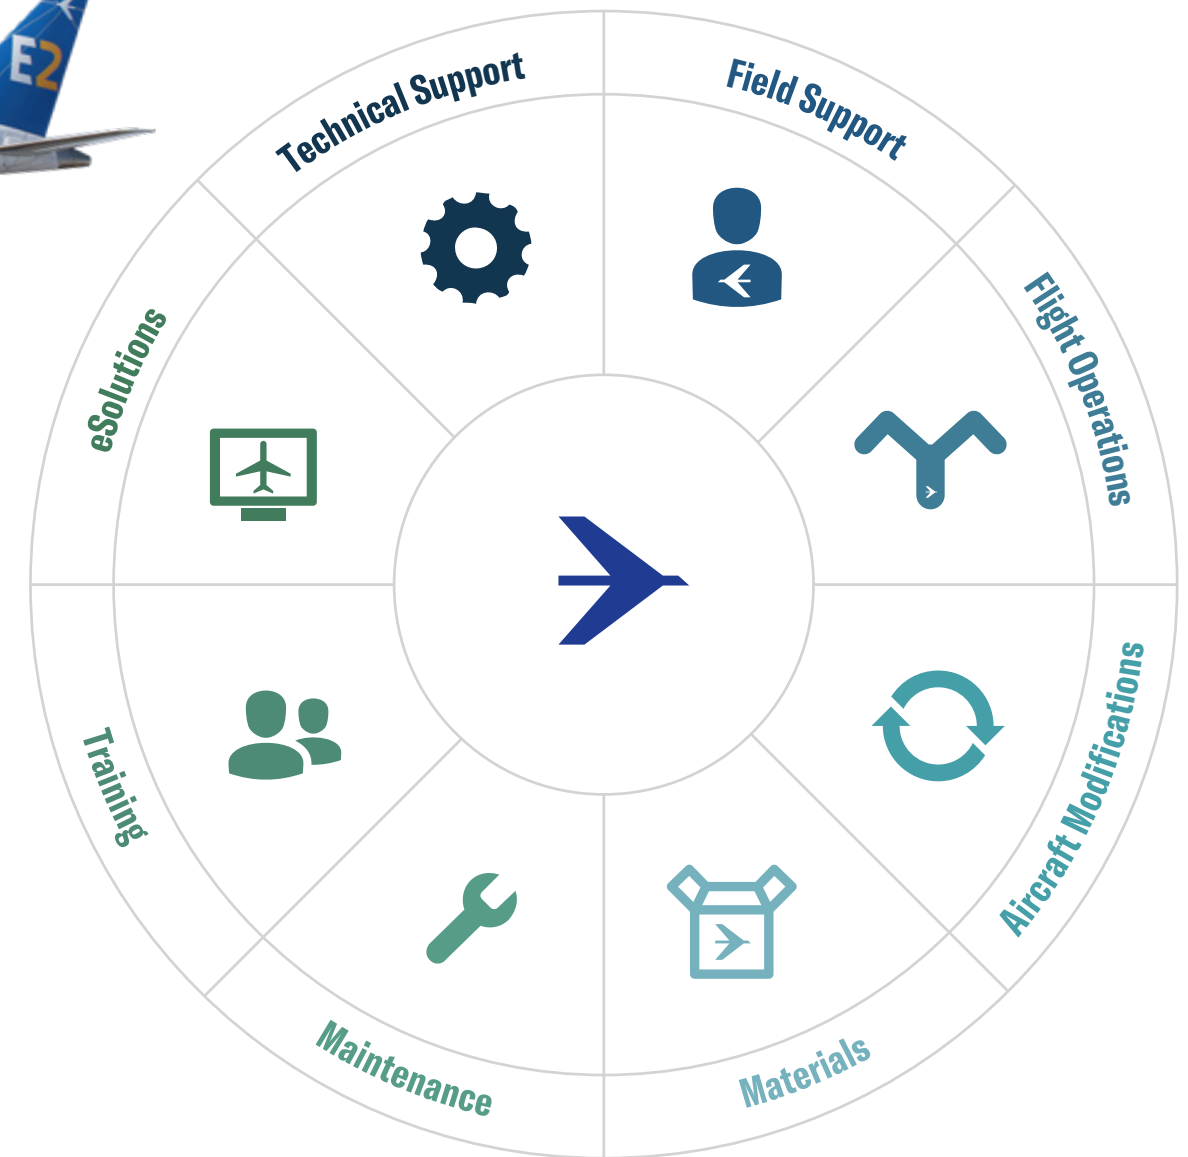 E2
Technical Support
Field Support
Flight Operations
Aircraft Modifications
Materials
Maintenance
Training
eSolutions